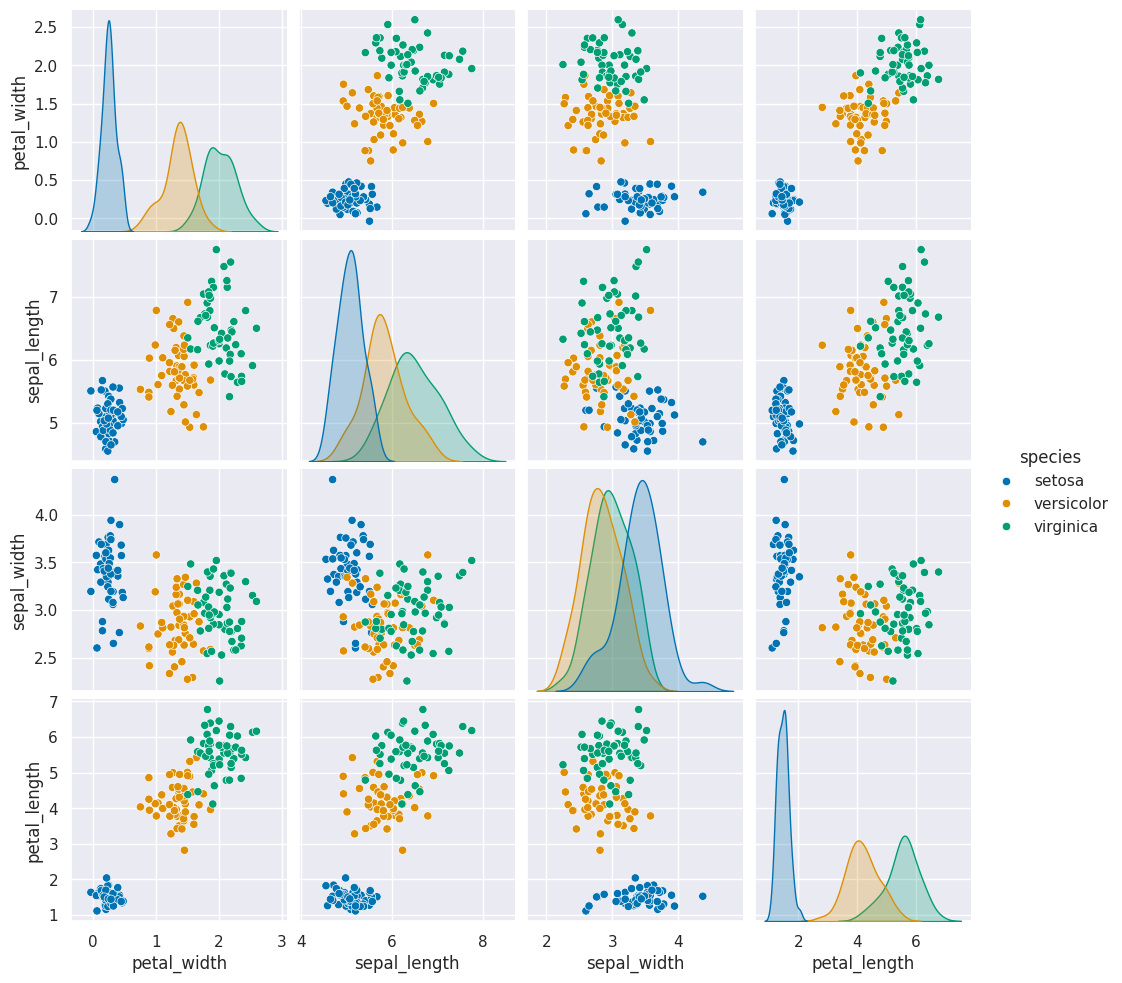 2.5
2.0
1.5
1.0
0.5
0.0
petal_width
7
6
5
sepal_length
species
setosa
versicolor
virginica
4.0
3.5
3.0
2.5
sepal_width
7
6
5
4
3
2
1
petal_length
0 1 2 3 4 6 8 2 4 2 4 6
petal_width sepal_length sepal_width petal_length